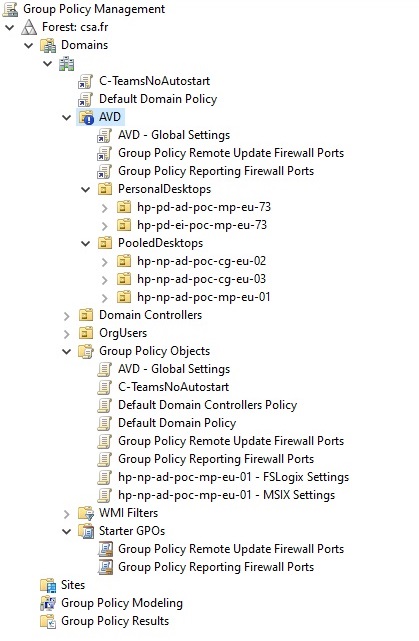 Group Policy Management
Forest: csa.fr
Domains
C-TeamsNoAutostart
Default Domain Policy
AVD
AVD - Global Settings
Group Policy Remote Update Firewall Ports
Group Policy Reporting Firewall Ports
PersonalDesktops
hp-pd-ad-poc-mp-eu-73
hp-pd-ei-poc-mp-eu-73
PooledDesktops
hp-np-ad-poc-cg-eu-02
hp-np-ad-poc-cg-eu-03
hp-np-ad-poc-mp-eu-01
Domain Controllers
OrgUsers
Group Policy Objects
AVD - Global Settings
C-TeamsNoAutostart
Default Domain Controllers Policy
Default Domain Policy
Group Policy Remote Update Firewall Ports
Group Policy Reporting Firewall Ports
hp-np-ad-poc-mp-eu-01 - FSLogix Settings
hp-np-ad-poc-mp-eu-01 - MSIX Settings
WMI Filters
Starter GPOs
Group Policy Remote Update Firewall Ports
Group Policy Reporting Firewall Ports
Sites
Group Policy Modeling
Group Policy Results